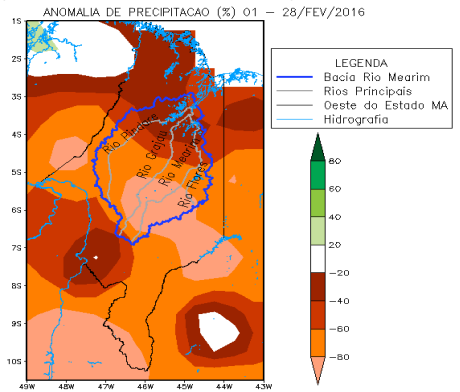 ANOMALIA DE PRECIPITACAO (%) 01 – 28/FEV/2016
1S
2S
3S
4S
5S
6S
7S
8S
9S
10S
49W 48W 47W 46W 45W 44W 43W
Rio Pindare
Rio Grajau
Rio Mearim
Rio Flores
LEGENDA
Bacia Rio Mearim
Rios Principais
Oeste do Estado MA
Hidrografia
80
60
40
20
−20
−40
−60
−80